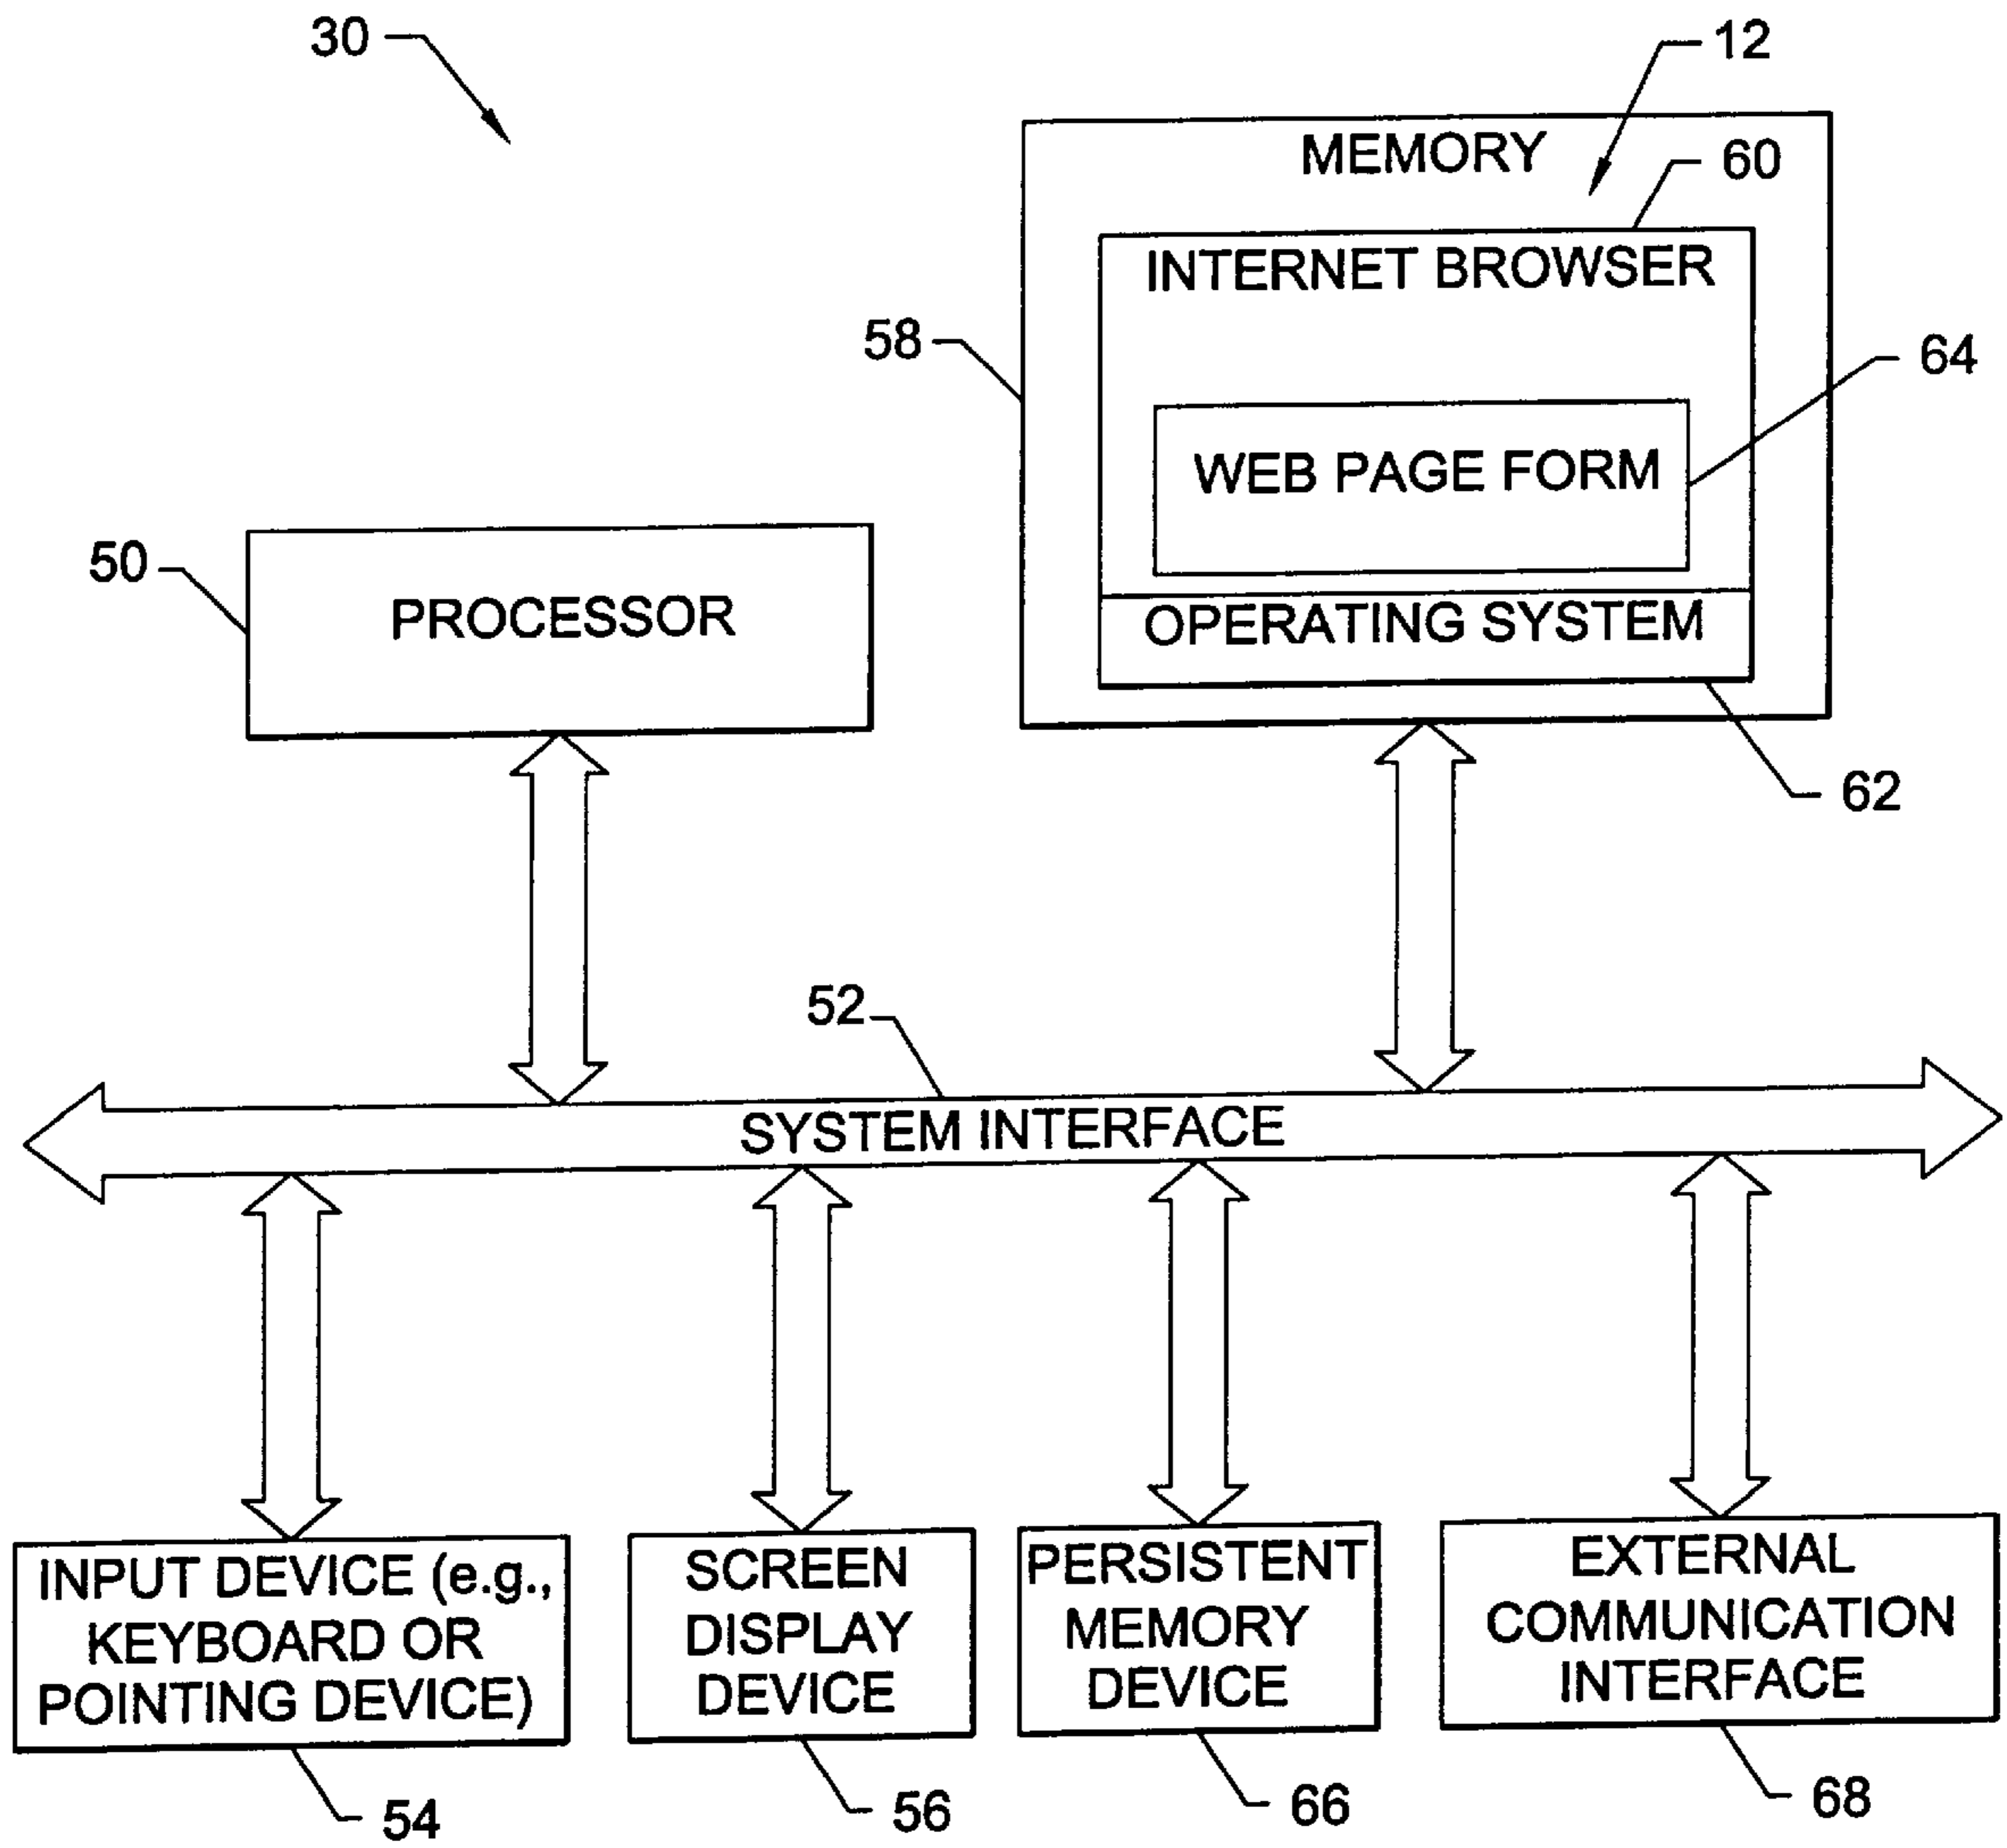 30
12
MEMORY
60
INTERNET BROWSER
58
64
WEB PAGE FORM
50
PROCESSOR
OPERATING SYSTEM
62
52
SYSTEM INTERFACE
INPUT DEVICE (e.g.,
KEYBOARD OR
POINTING DEVICE)
SCREEN
DISPLAY
DEVICE
PERSISTENT
MEMORY
DEVICE
EXTERNAL
COMMUNICATION
INTERFACE
54
56
66
68